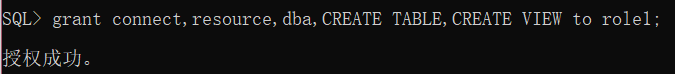 SQL> grant connect,resource,dba,CREATE TABLE,CREATE VIEW to role1;
授权成功。